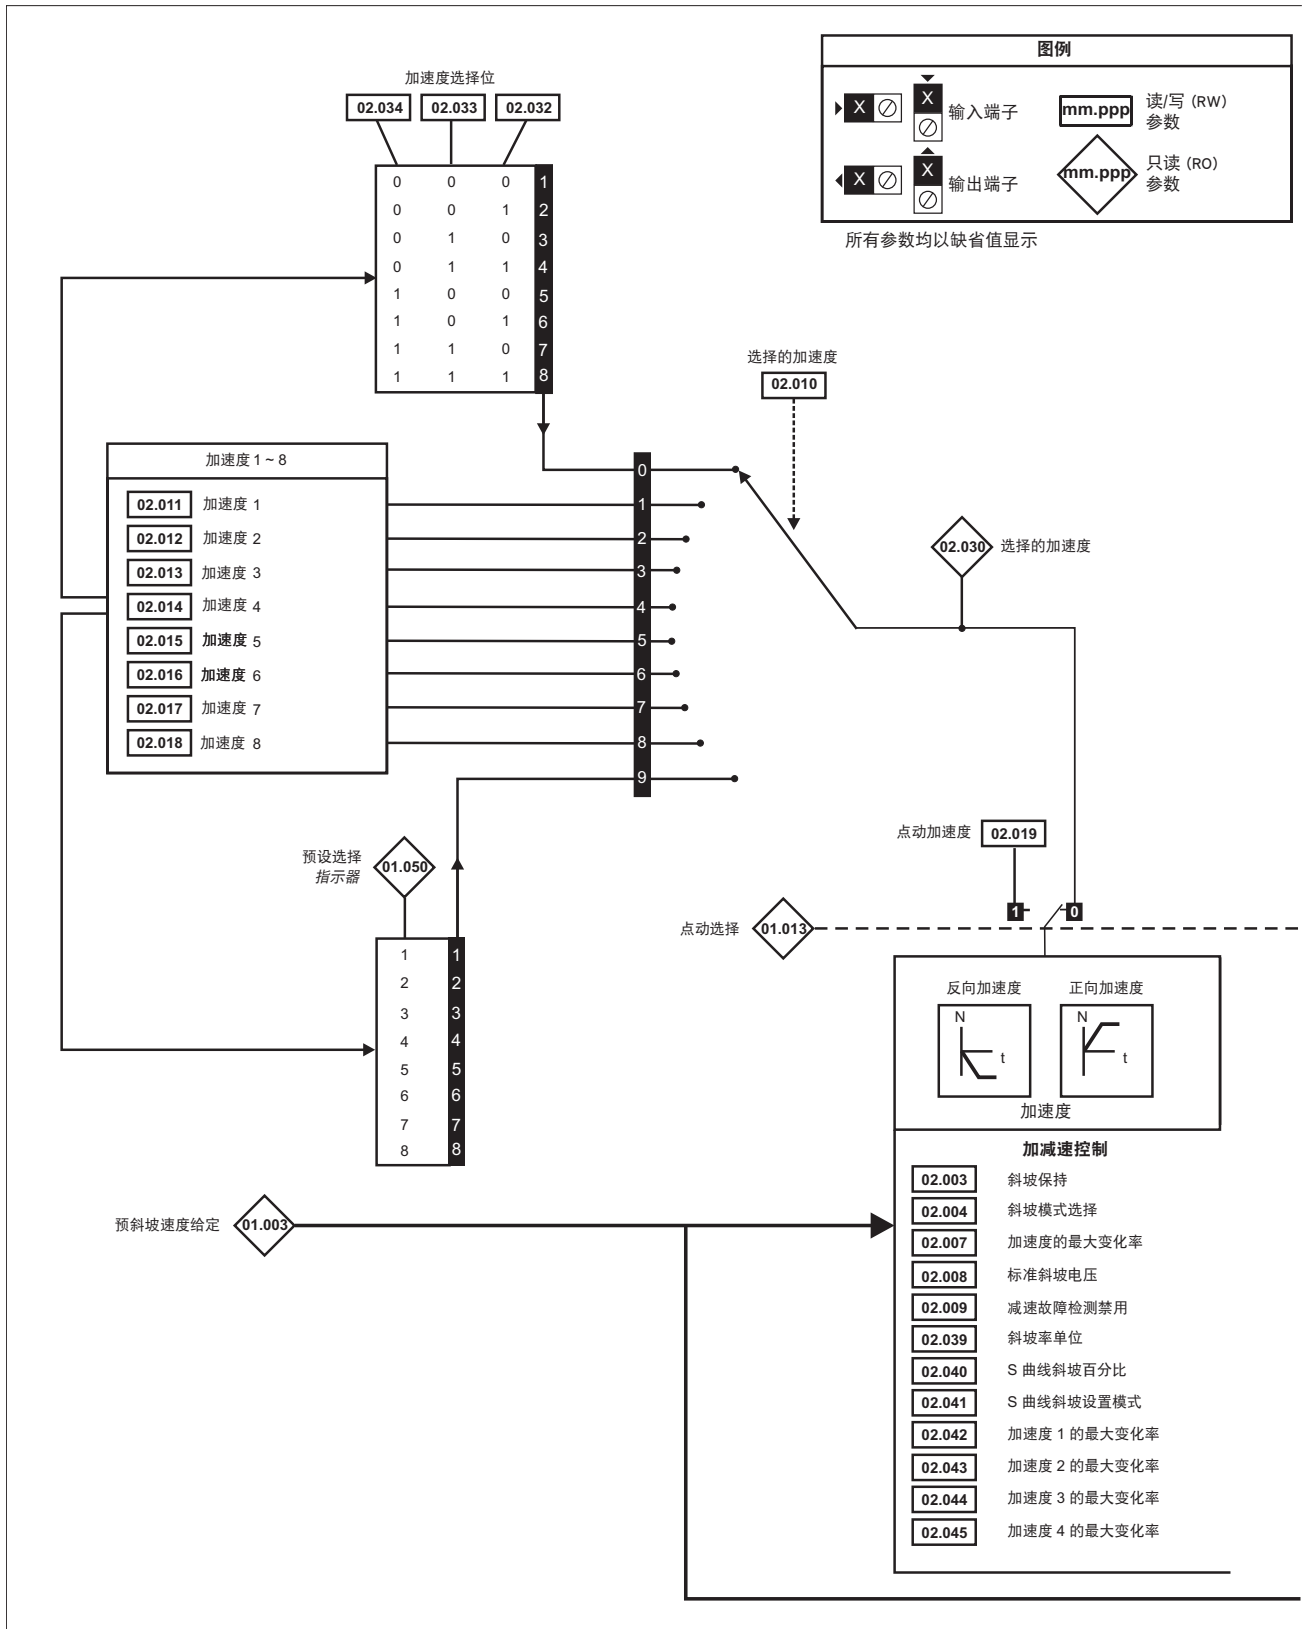 图例
X
X
输入端子
mm.ppp
读/写 (RW)
参数
X
X
输出端子
mm.ppp
只读 (RO)
参数
所有参数均以缺省值显示
加速度选择位
02.034 02.033 02.032
0 0 0 1
0 0 1 2
0 1 0 3
0 1 1 4
1 0 0 5
1 0 1 6
1 1 0 7
1 1 1 8
选择的加速度
02.010
加速度 1 ~ 8
02.011 加速度 1
02.012 加速度 2
02.013 加速度 3
02.014 加速度 4
02.015 加速度 5
02.016 加速度 6
02.017 加速度 7
02.018 加速度 8
0
1
2
3
4
5
6
7
8
9
02.030 选择的加速度
预设选择
指示器
01.050
1 1
2 2
3 3
4 4
5 5
6 6
7 7
8 8
点动加速度 02.019
1 0
点动选择 01.013
反向加速度 正向加速度
N
t
N
t
加速度
预斜坡速度给定 01.003
加减速控制
02.003 斜坡保持
02.004 斜坡模式选择
02.007 加速度的最大变化率
02.008 标准斜坡电压
02.009 减速故障检测禁用
02.039 斜坡率单位
02.040 S 曲线斜坡百分比
02.041 S 曲线斜坡设置模式
02.042 加速度 1 的最大变化率
02.043 加速度 2 的最大变化率
02.044 加速度 3 的最大变化率
02.045 加速度 4 的最大变化率